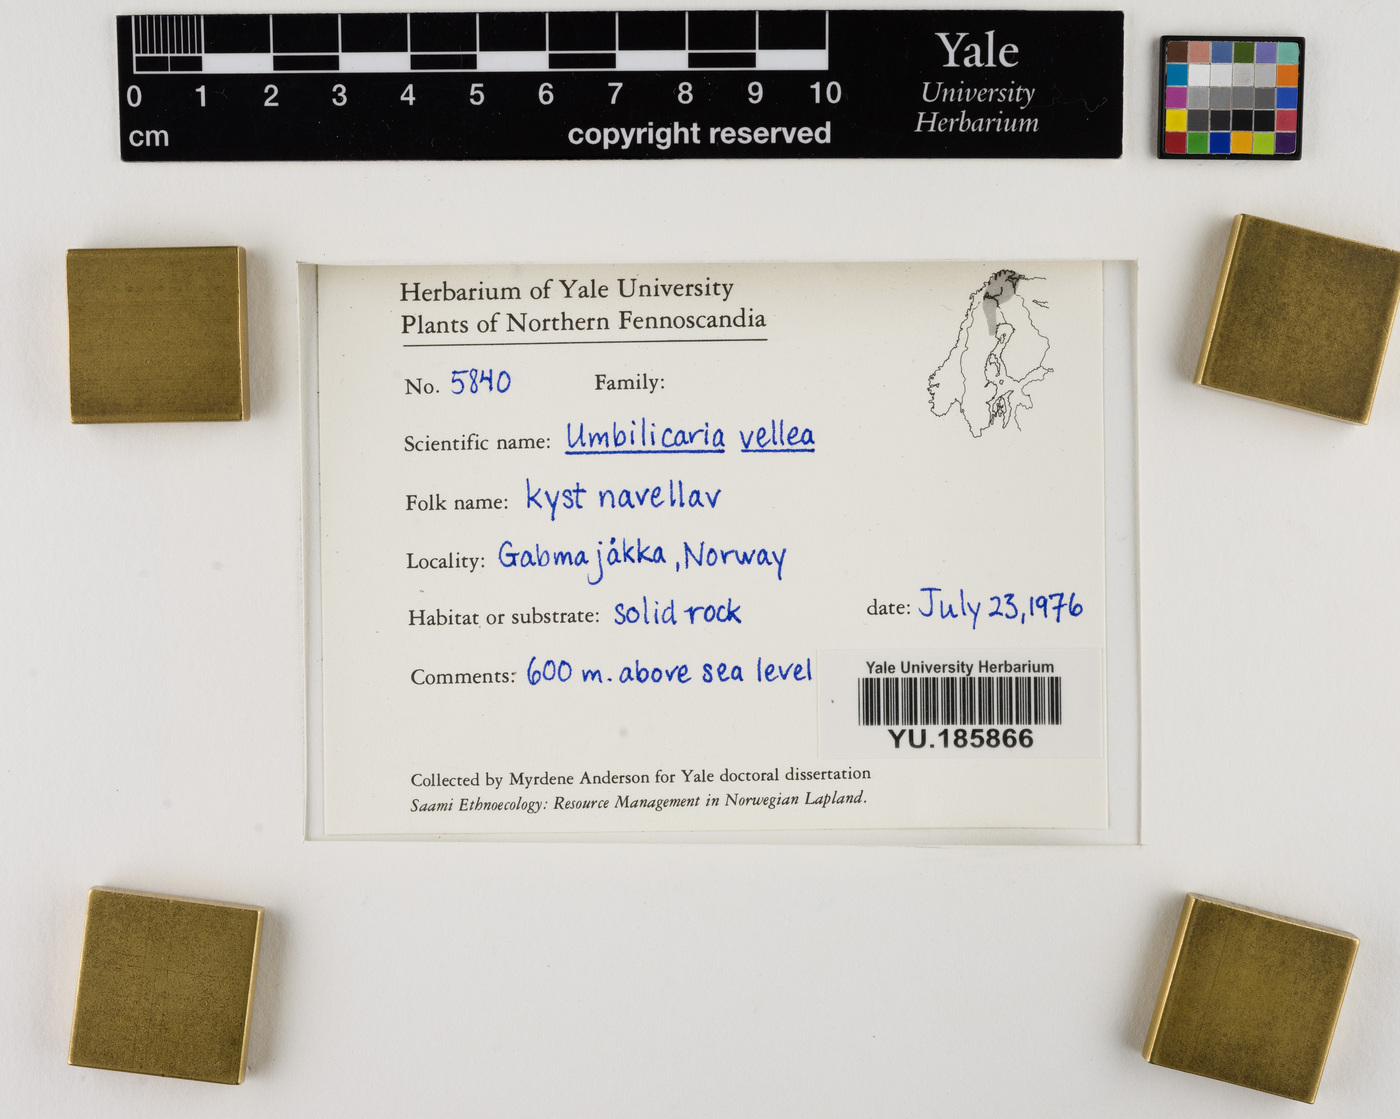 0 1 2 3 4 5 6 7 8 9 10
cm
copyright reserved
Yale
University
Herbarium
Herbarium of Yale University
Plants of Northern Fennoscandia
No. 5840 Family:
Scientific name: Umbilicaria vellea
Folk name: kyst navellav
Locality: Gabmajåkka, Norway
Habitat or substrate: solid rock date: July 23, 1976
Comments: 600 m. above sea level
Yale University Herbarium
YU.185866
Collected by Myrdene Anderson for Yale doctoral dissertation
Saami Ethnoecology: Resource Management in Norwegian Lapland.